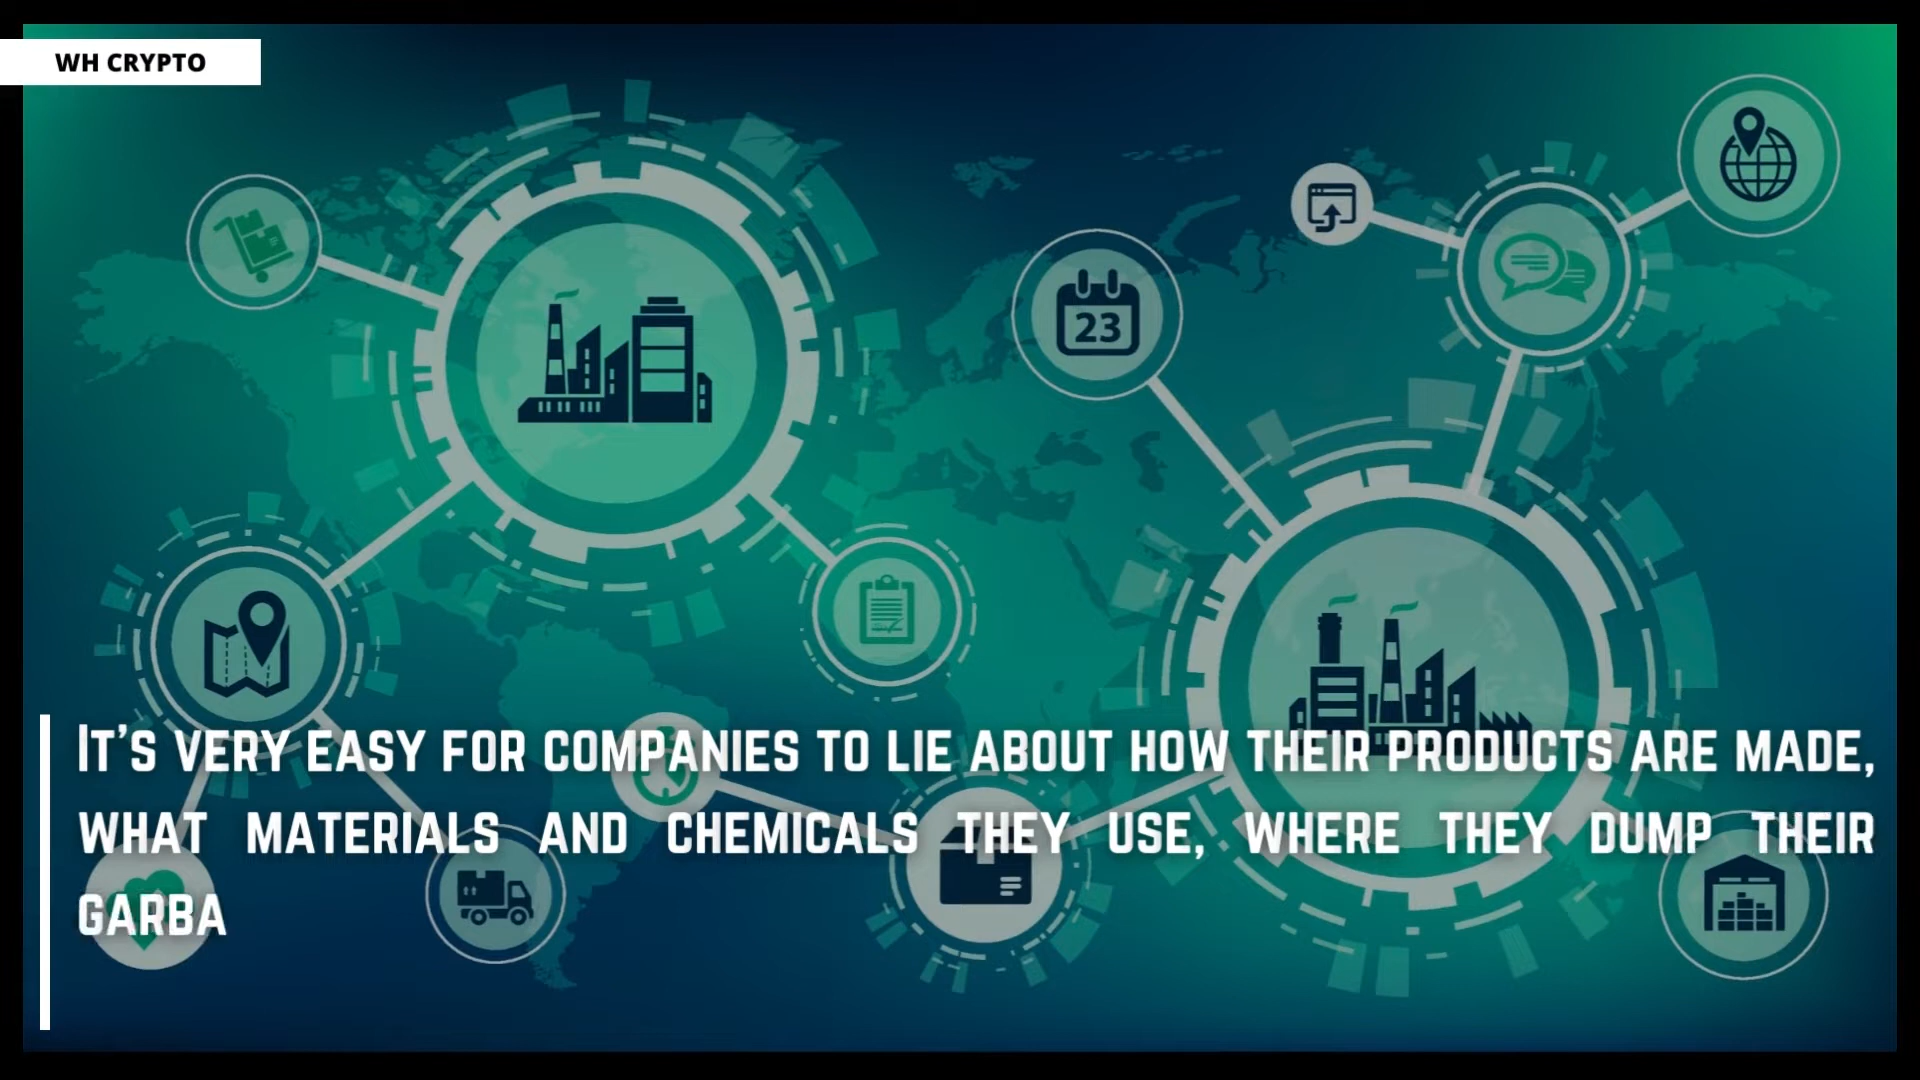 WH CRYPTO
23
IT'S VERY EASY FOR COMPANIES TO LIE ABOUT HOW THEIR PRODUCTS ARE MADE,
WHAT MATERIALS AND CHEMICALS THEY USE, WHERE THEY DUMP THEIR
GARBA